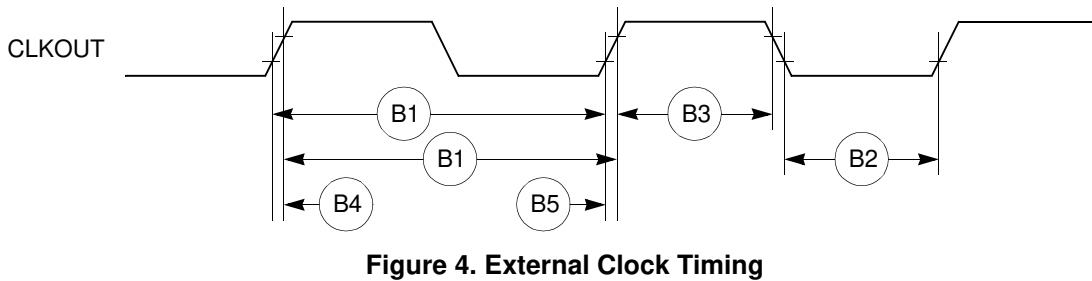 CLKOUT
B1
B3
B1
B2
B4
B5
Figure 4. External Clock Timing